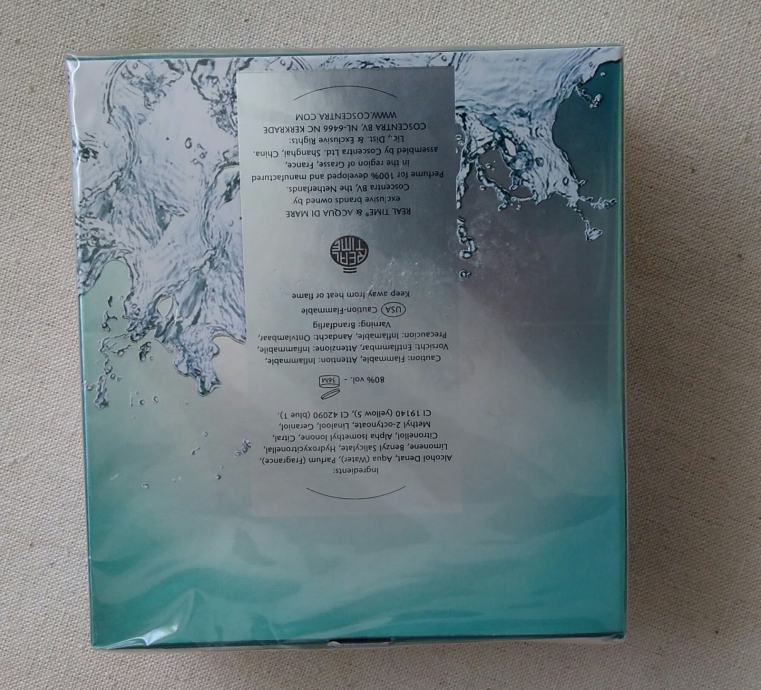 Ingredients:
Alcohol Denat, Aqua (Water), Parfum (Fragrance),
Limonene, Benzyl Salicylate, Hydroxycitronellal,
Citronellol, Alpha Isomethyl Ionone, Citral,
Methyl 2-octynoate, Linalool, Geraniol,
CI 19140 (yellow 5), CI 42090 (blue 1).
80% vol. - 36M
Caution: Flammable, Attention: Inflammable,
Vorsicht: Entflambar, Attenzione: Inflammabile,
Precaucion: Inflamable, Aandacht: Ontvlambaar,
Varning: Brandfarlig
USA Caution-Flammable
Keep away from heat or flame
REAL
TIME
REAL TIME® & ACQUA DI MARE
exclusive brands owned by
Coscentra BV, the Netherlands.
Perfume for 100% developed and manufactured
in the region of Grasse, France,
assembled by Coscentra Ltd. Shanghai, China.
Lic., Dist. & Exclusive Rights:
COSCENTRA BV, NL-6466 NC KERKRADE
WWW.COSCENTRA.COM